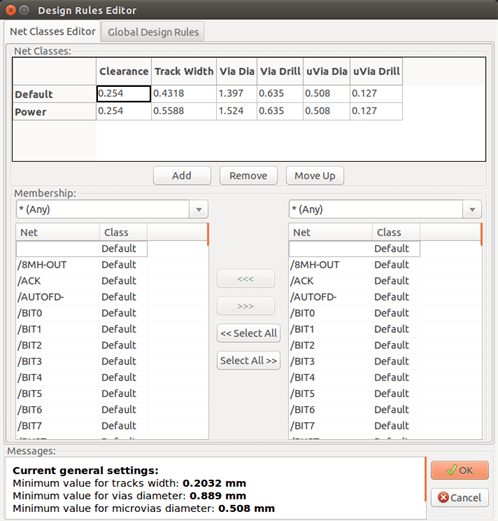 Design Rules Editor
Net Classes Editor Global Design Rules
Net Classes:
Clearance Track Width Via Dia Via Drill uVia Dia uVia Drill
Default 0.254 0.4318 1.397 0.635 0.508 0.127
Power 0.254 0.5588 1.524 0.635 0.508 0.127
Add Remove Move Up
Membership:
* (Any) * (Any)
Net Class Net Class
Default Default
/8MH-OUT Default /8MH-OUT Default
/ACK Default /ACK Default
/AUTOFD- Default /AUTOFD- Default
/BIT0 Default /BIT0 Default
/BIT1 Default /BIT1 Default
/BIT2 Default /BIT2 Default
/BIT3 Default /BIT3 Default
/BIT4 Default /BIT4 Default
/BIT5 Default /BIT5 Default
/BIT6 Default /BIT6 Default
/BIT7 Default /BIT7 Default
<<<
>>>
<< Select All
Select All >>
Messages:
Current general settings:
Minimum value for tracks width: 0.2032 mm
Minimum value for vias diameter: 0.889 mm
Minimum value for microvias diameter: 0.508 mm
OK
Cancel